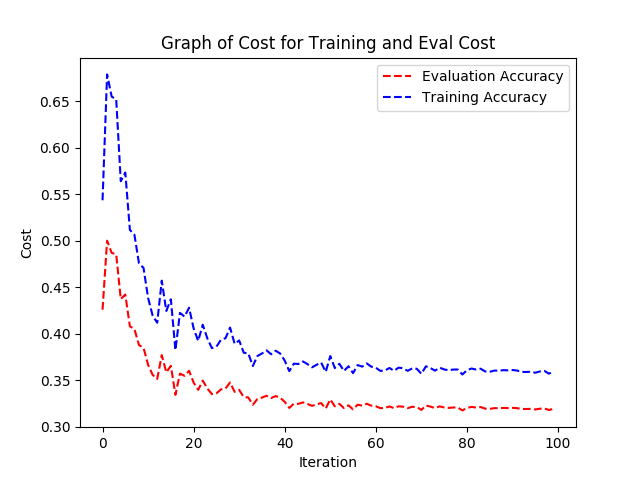 Graph of Cost for Training and Eval Cost
Evaluation Accuracy
Training Accuracy
0.65
0.60
0.55
0.50
0.45
0.40
0.35
0.30
Cost
0
20
40
60
80
100
Iteration